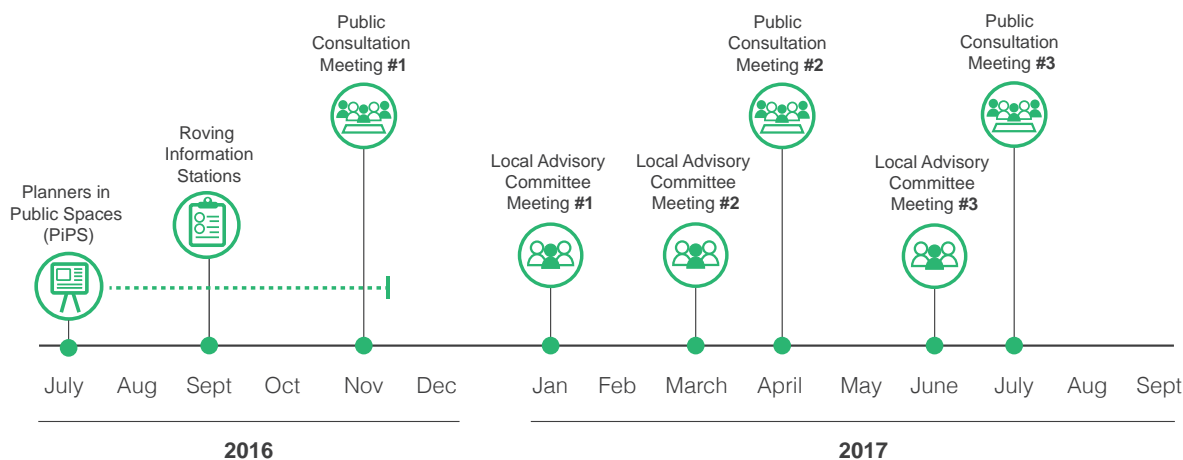 Public
Consultation
Meeting #1
Public
Consultation
Meeting #2
Public
Consultation
Meeting #3
Roving
Information
Stations
Local Advisory
Committee
Meeting #1
Local Advisory
Committee
Meeting #2
Local Advisory
Committee
Meeting #3
Planners in
Public Spaces
(PiPS)
July Aug Sept Oct Nov Dec Jan Feb March April May June July Aug Sept
2016 2017